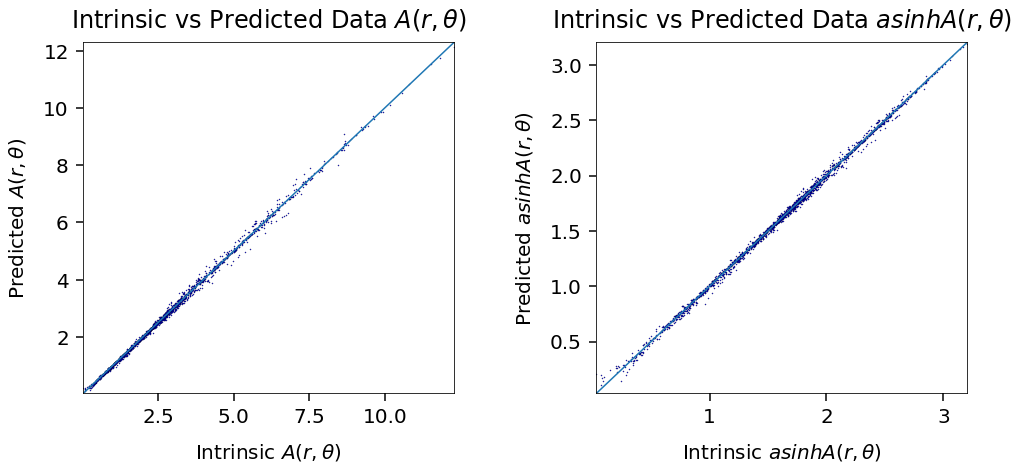 Intrinsic vs Predicted Data A(r, θ)
12
10
8
6
4
2
Predicted A(r, θ)
2.5 5.0 7.5 10.0
Intrinsic A(r, θ)
Intrinsic vs Predicted Data asinhA(r, θ)
3.0
2.5
2.0
1.5
1.0
0.5
Predicted asinhA(r, θ)
1 2 3
Intrinsic asinhA(r, θ)